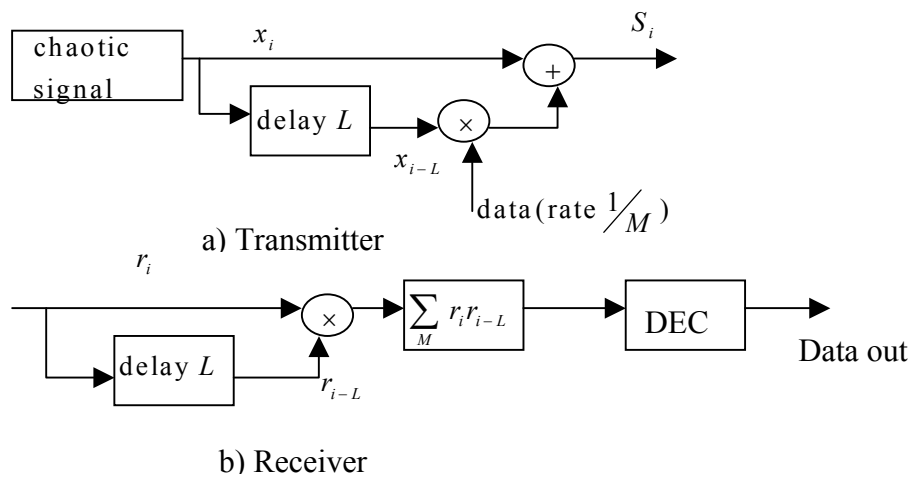 chaotic
signal
x_i
S_i
+
delay L
×
x_{i-L}
data(rate 1/M)
a) Transmitter
r_i
×
∑_M r_i r_{i-L}
DEC
Data out
delay L
r_{i-L}
b) Receiver